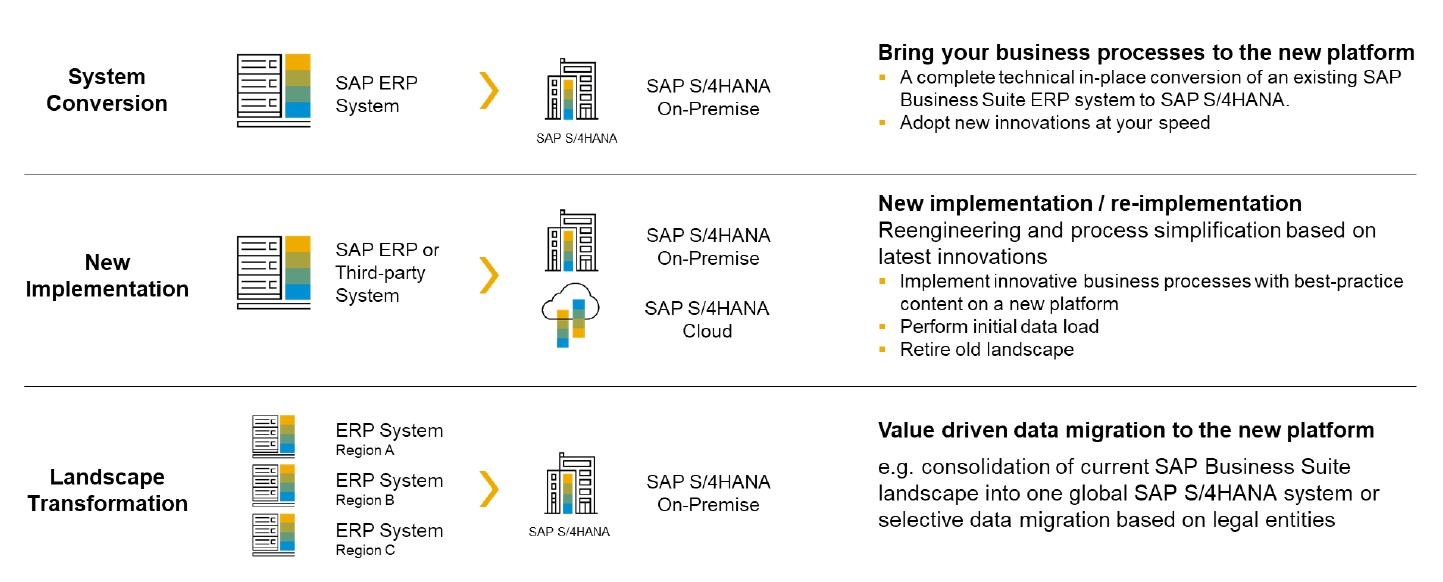 System
Conversion
SAP ERP
System
SAP S/4HANA
SAP S/4HANA
On-Premise
Bring your business processes to the new platform
A complete technical in-place conversion of an existing SAP
Business Suite ERP system to SAP S/4HANA.
Adopt new innovations at your speed
New
Implementation
SAP ERP or
Third-party
System
SAP S/4HANA
On-Premise
SAP S/4HANA
Cloud
New implementation / re-implementation
Reengineering and process simplification based on
latest innovations
Implement innovative business processes with best-practice
content on a new platform
Perform initial data load
Retire old landscape
Landscape
Transformation
ERP System
Region A
ERP System
Region B
ERP System
Region C
SAP S/4HANA
SAP S/4HANA
On-Premise
Value driven data migration to the new platform
e.g. consolidation of current SAP Business Suite
landscape into one global SAP S/4HANA system or
selective data migration based on legal entities